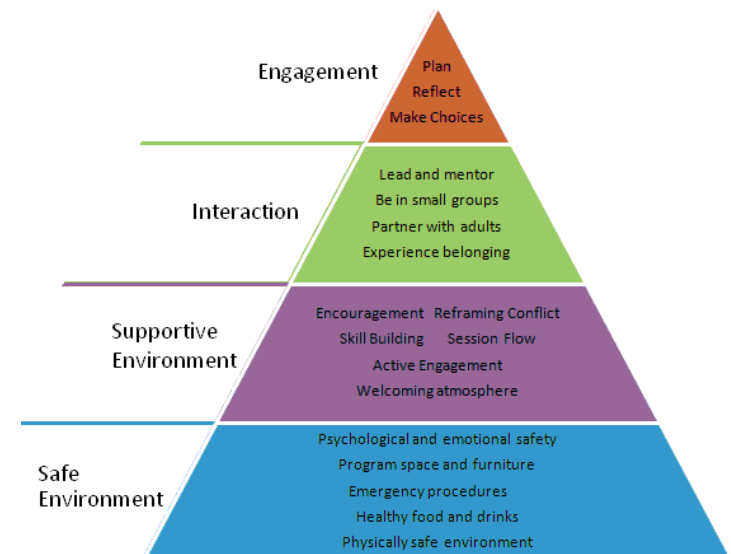 Engagement
Plan
Reflect
Make Choices
Interaction
Lead and mentor
Be in small groups
Partner with adults
Experience belonging
Supportive
Environment
Encouragement Reframing Conflict
Skill Building Session Flow
Active Engagement
Welcoming atmosphere
Safe
Environment
Psychological and emotional safety
Program space and furniture
Emergency procedures
Healthy food and drinks
Physically safe environment